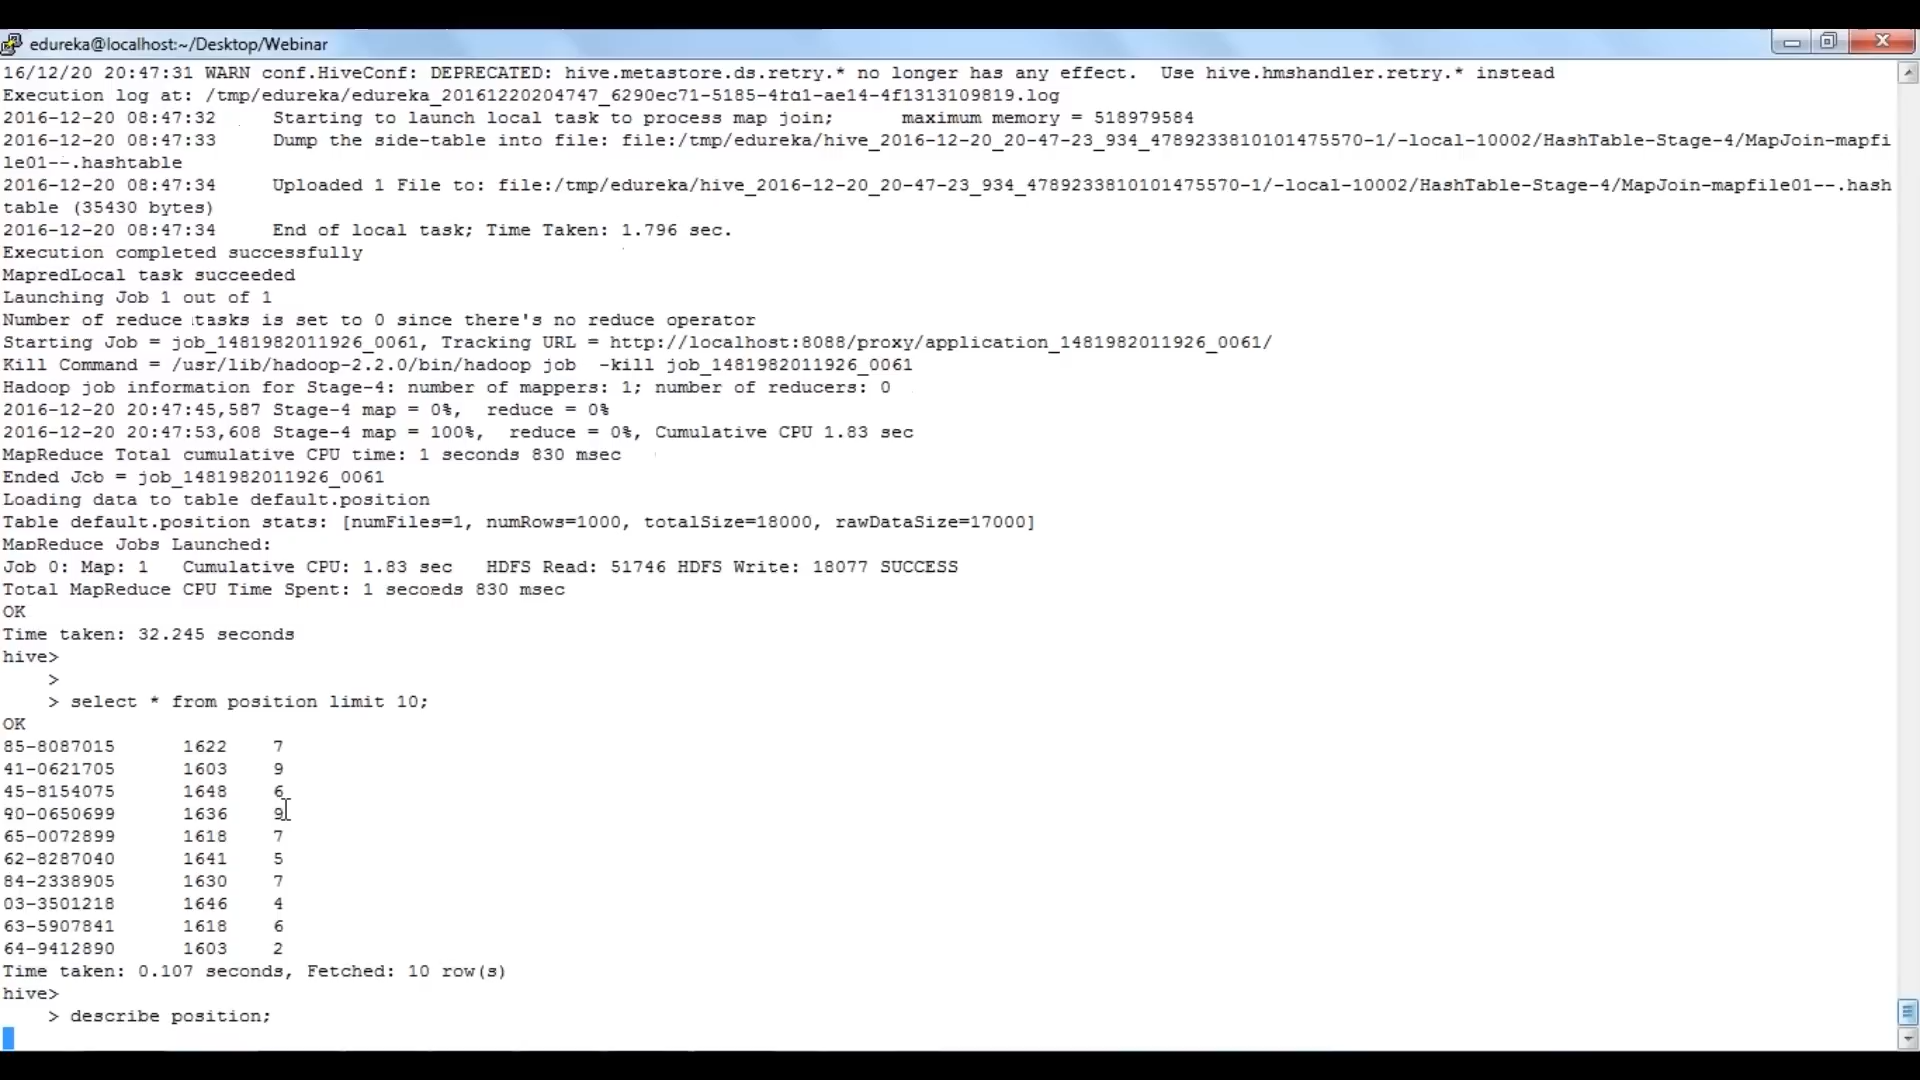 edureka@localhost:~/Desktop/Webinar
16/12/20 20:47:31 WARN conf.HiveConf: DEPRECATED: hive.metastore.ds.retry.* no longer has any effect.  Use hive.hmshandler.retry.* instead
Execution log at: /tmp/edureka/edureka_20161220204747_6290ec71-5185-4fd1-ae14-4f1313109819.log
2016-12-20 08:47:32     Starting to launch local task to process map join;      maximum memory = 518979584
2016-12-20 08:47:33     Dump the side-table into file: file:/tmp/edureka/hive_2016-12-20_20-47-23_934_4789233810101475570-1/-local-10002/HashTable-Stage-4/MapJoin-mapfi
le01--.hashtable
2016-12-20 08:47:34     Uploaded 1 File to: file:/tmp/edureka/hive_2016-12-20_20-47-23_934_4789233810101475570-1/-local-10002/HashTable-Stage-4/MapJoin-mapfile01--.hash
table (35430 bytes)
2016-12-20 08:47:34     End of local task; Time Taken: 1.796 sec.
Execution completed successfully
MapredLocal task succeeded
Launching Job 1 out of 1
Number of reduce tasks is set to 0 since there's no reduce operator
Starting Job = job_1481982011926_0061, Tracking URL = http://localhost:8088/proxy/application_1481982011926_0061/
Kill Command = /usr/lib/hadoop-2.2.0/bin/hadoop job  -kill job_1481982011926_0061
Hadoop job information for Stage-4: number of mappers: 1; number of reducers: 0
2016-12-20 20:47:45,587 Stage-4 map = 0%,  reduce = 0%
2016-12-20 20:47:53,608 Stage-4 map = 100%,  reduce = 0%, Cumulative CPU 1.83 sec
MapReduce Total cumulative CPU time: 1 seconds 830 msec
Ended Job = job_1481982011926_0061
Loading data to table default.position
Table default.position stats: [numFiles=1, numRows=1000, totalSize=18000, rawDataSize=17000]
MapReduce Jobs Launched:
Job 0: Map: 1   Cumulative CPU: 1.83 sec   HDFS Read: 51746 HDFS Write: 18077 SUCCESS
Total MapReduce CPU Time Spent: 1 seconds 830 msec
OK
Time taken: 32.245 seconds
hive>
    >
    > select * from position limit 10;
OK
85-8087015      1622    7
41-0621705      1603    9
45-8154075      1648    6
90-0650699      1636    9
65-0072899      1618    7
62-8287040      1641    5
84-2338905      1630    7
03-3501218      1646    4
63-5907841      1618    6
64-9412890      1603    2
Time taken: 0.107 seconds, Fetched: 10 row(s)
hive>
    > describe position;